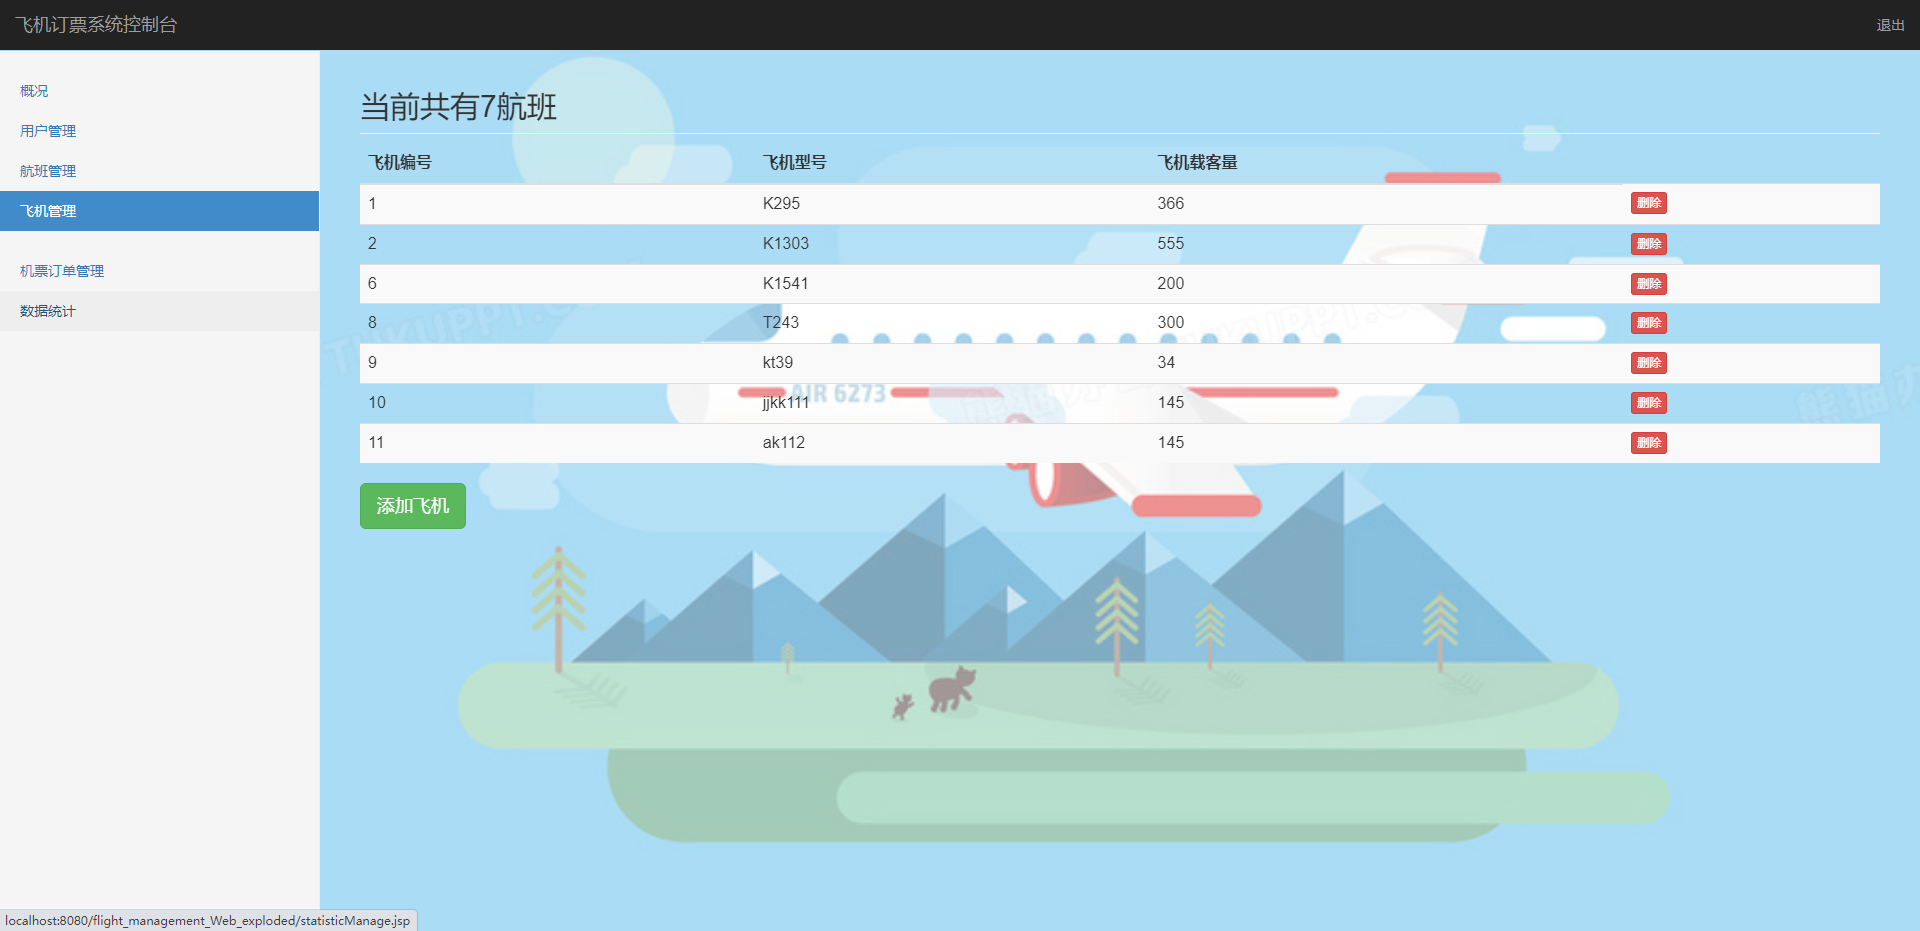 飞机订票系统控制台 退出
概况
用户管理
航班管理
飞机管理
机票订单管理
数据统计
当前共有7航班
飞机编号 飞机型号 飞机载客量
1 K295 366 删除
2 K1303 555 删除
6 K1541 200 删除
8 T243 300 删除
9 kt39 34 删除
10 jjkk111 145 删除
11 ak112 145 删除
AIR 6273
添加飞机
localhost:8080/flight_management_Web_exploded/statisticManage.jsp